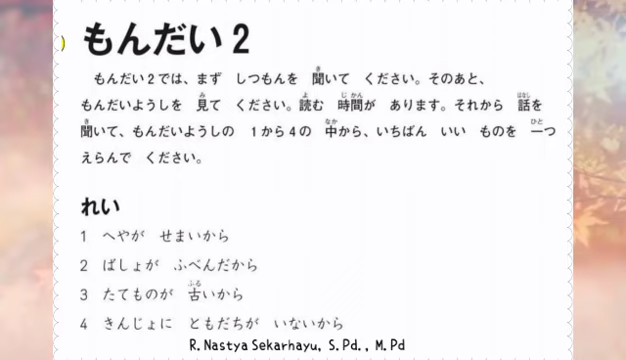 もんだい2
もんだい2では、まず　しつもんを　聞いて　ください。そのあと、
もんだいようしを　見て　ください。読む　時間が　あります。それから　話を
聞いて、もんだいようしの　1から4の　中から、いちばん　いい　ものを　一つ
えらんで　ください。
れい
1　へやが　せまいから
2　ばしょが　ふべんだから
3　たてものが　古いから
4　きんじょに　ともだちが　いないから
R. Nastya Sekarhayu, S.Pd., M.Pd